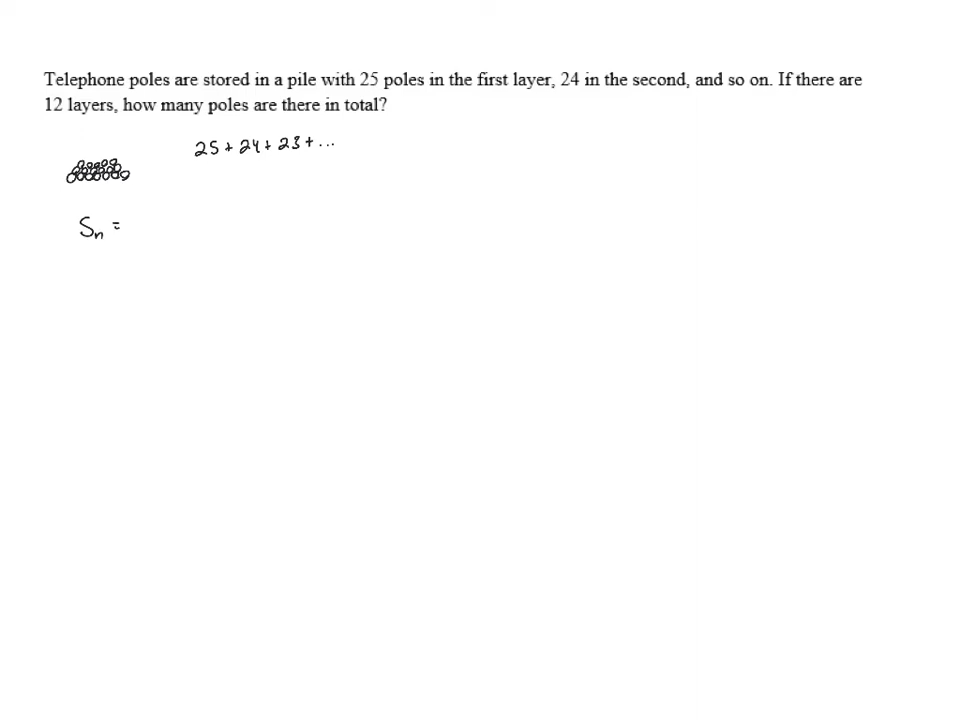 Telephone poles are stored in a pile with 25 poles in the first layer, 24 in the second, and so on. If there are
12 layers, how many poles are there in total?
25 + 24 + 23 + ...
Sn =